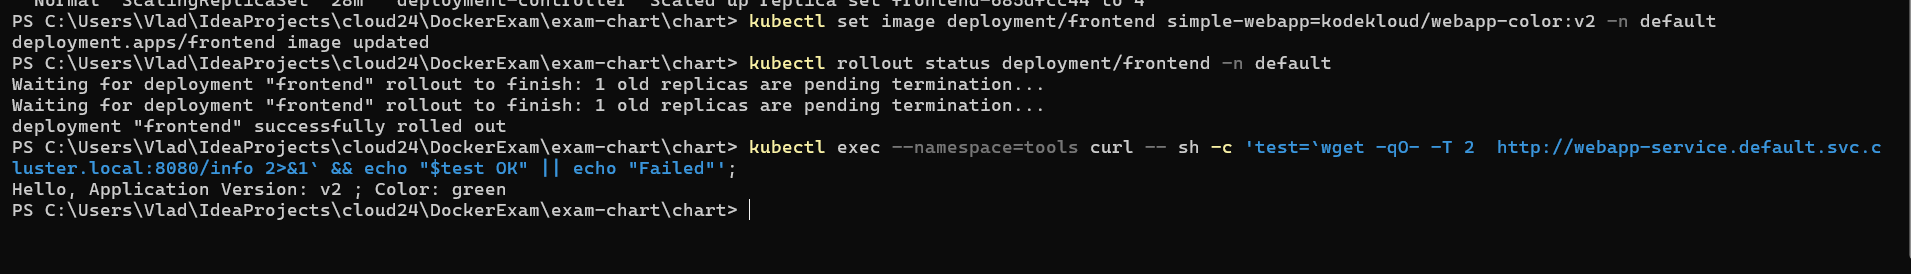 Normal  ScalingReplicaSet  28m  deployment-controller  Scaled up replica set frontend-685dfcc44 to 4
PS C:\Users\Vlad\IdeaProjects\cloud24\DockerExam\exam-chart\chart> kubectl set image deployment/frontend simple-webapp=kodekloud/webapp-color:v2 -n default
deployment.apps/frontend image updated
PS C:\Users\Vlad\IdeaProjects\cloud24\DockerExam\exam-chart\chart> kubectl rollout status deployment/frontend -n default
Waiting for deployment "frontend" rollout to finish: 1 old replicas are pending termination...
Waiting for deployment "frontend" rollout to finish: 1 old replicas are pending termination...
deployment "frontend" successfully rolled out
PS C:\Users\Vlad\IdeaProjects\cloud24\DockerExam\exam-chart\chart> kubectl exec --namespace=tools curl -- sh -c 'test=`wget -qO- -T 2  http://webapp-service.default.svc.c
luster.local:8080/info 2>&1` && echo "$test OK" || echo "Failed"';
Hello, Application Version: v2 ; Color: green
PS C:\Users\Vlad\IdeaProjects\cloud24\DockerExam\exam-chart\chart>